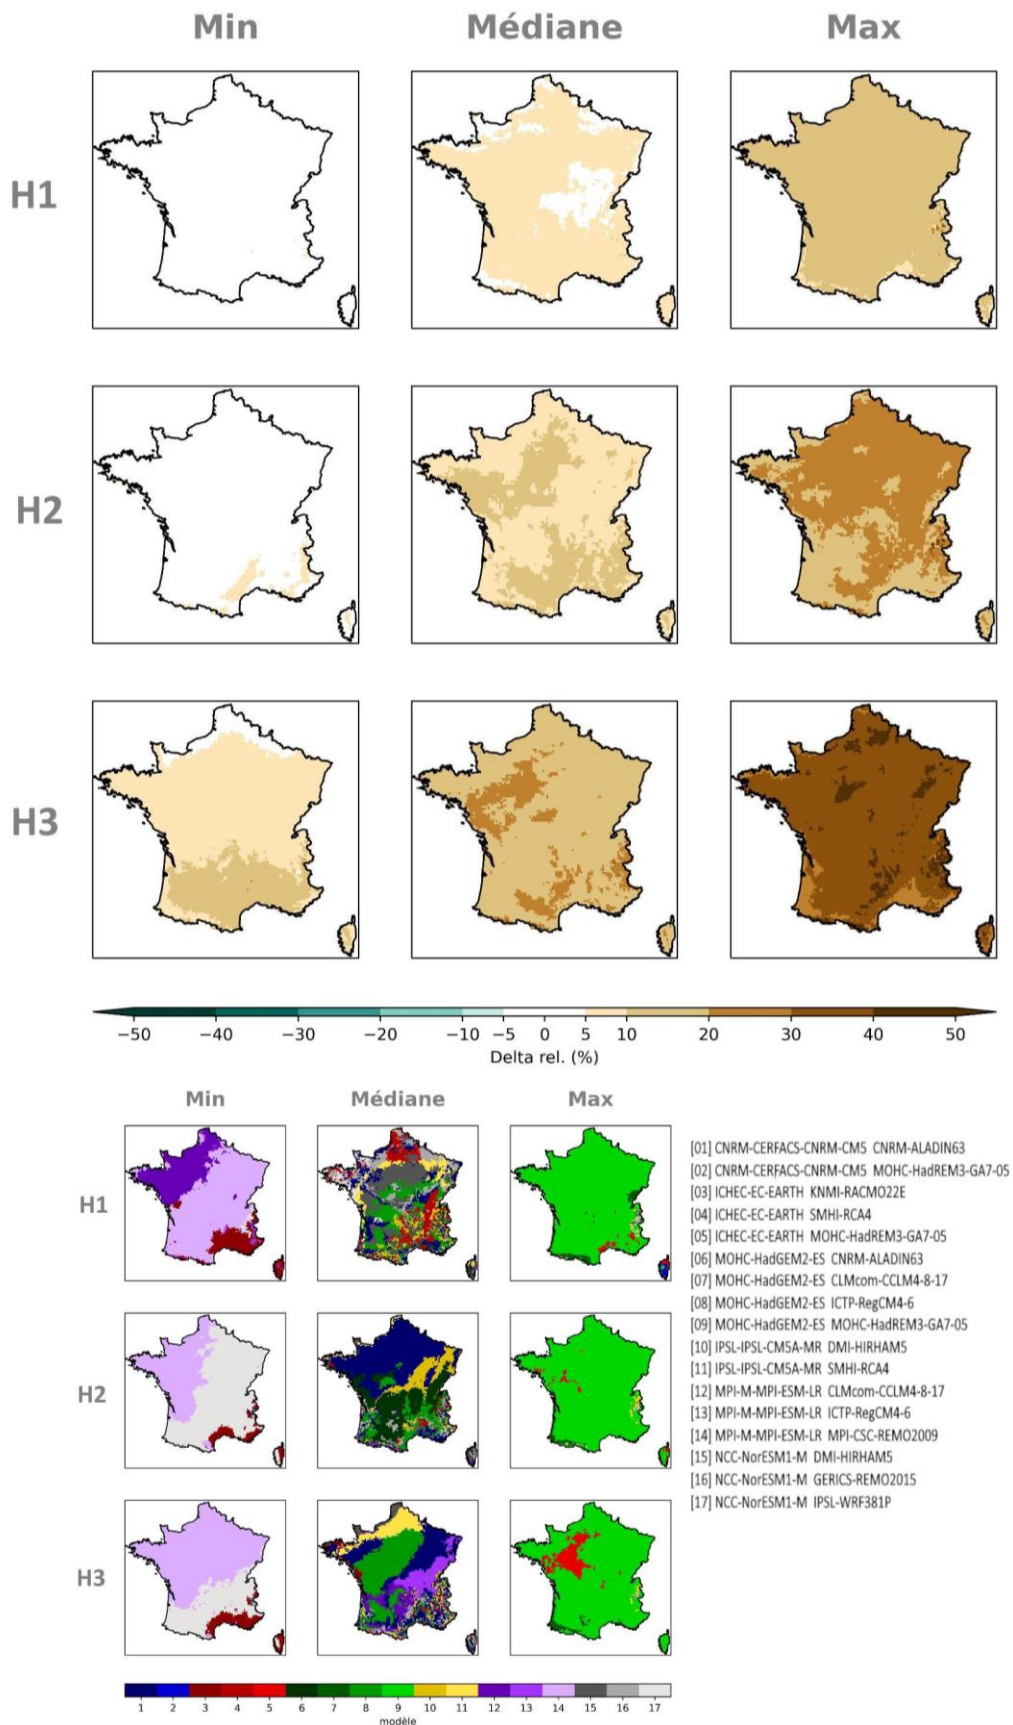 Min Médiane Max
H1
H2
H3
−50 −40 −30 −20 −10 −5 0 5 10 20 30 40 50
Delta rel. (%)
Min Médiane Max
H1
H2
H3
1 2 3 4 5 6 7 8 9 10 11 12 13 14 15 16 17
modèle
[01] CNRM-CERFACS-CNRM-CM5 CNRM-ALADIN63
[02] CNRM-CERFACS-CNRM-CM5 MOHC-HadREM3-GA7-05
[03] ICHEC-EC-EARTH KNMI-RACMO22E
[04] ICHEC-EC-EARTH SMHI-RCA4
[05] ICHEC-EC-EARTH MOHC-HadREM3-GA7-05
[06] MOHC-HadGEM2-ES CNRM-ALADIN63
[07] MOHC-HadGEM2-ES CLMcom-CCLM4-8-17
[08] MOHC-HadGEM2-ES ICTP-RegCM4-6
[09] MOHC-HadGEM2-ES MOHC-HadREM3-GA7-05
[10] IPSL-IPSL-CM5A-MR DMI-HIRHAM5
[11] IPSL-IPSL-CM5A-MR SMHI-RCA4
[12] MPI-M-MPI-ESM-LR CLMcom-CCLM4-8-17
[13] MPI-M-MPI-ESM-LR ICTP-RegCM4-6
[14] MPI-M-MPI-ESM-LR MPI-CSC-REMO2009
[15] NCC-NorESM1-M DMI-HIRHAM5
[16] NCC-NorESM1-M GERICS-REMO2015
[17] NCC-NorESM1-M IPSL-WRF381P